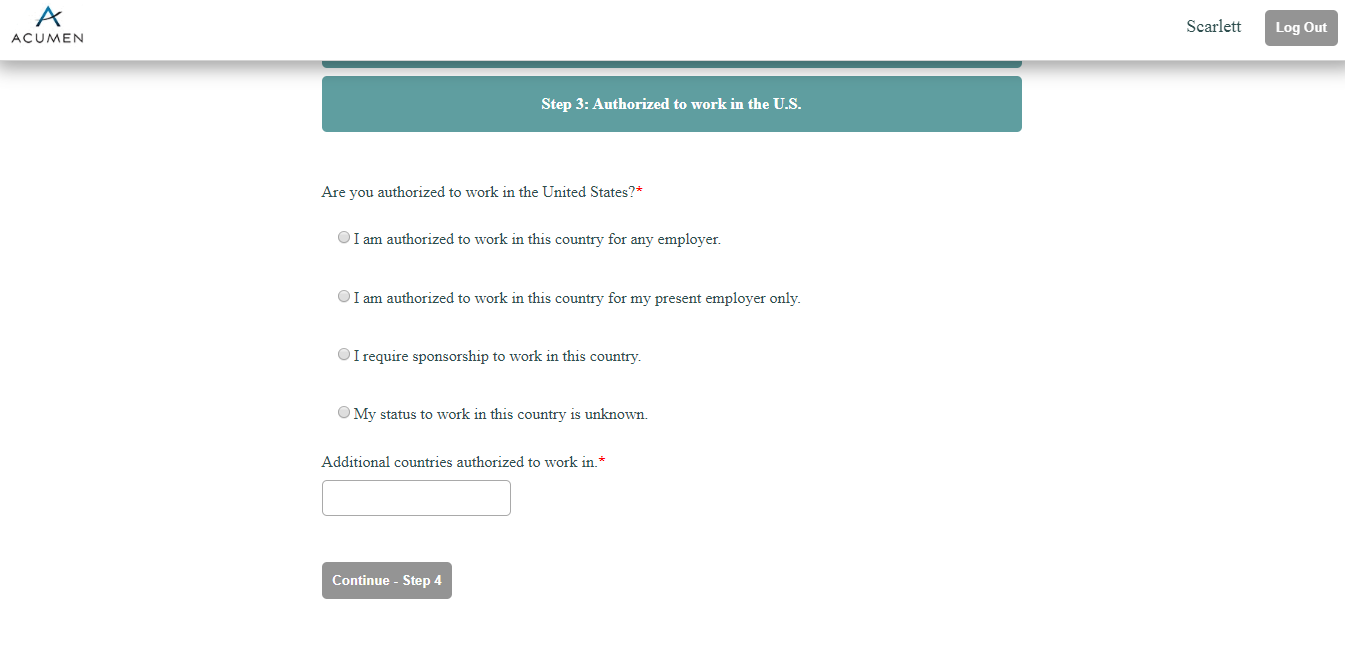 ACUMEN
Scarlett
Log Out
Step 3: Authorized to work in the U.S.
Are you authorized to work in the United States?*
I am authorized to work in this country for any employer.
I am authorized to work in this country for my present employer only.
I require sponsorship to work in this country.
My status to work in this country is unknown.
Additional countries authorized to work in.*
Continue - Step 4